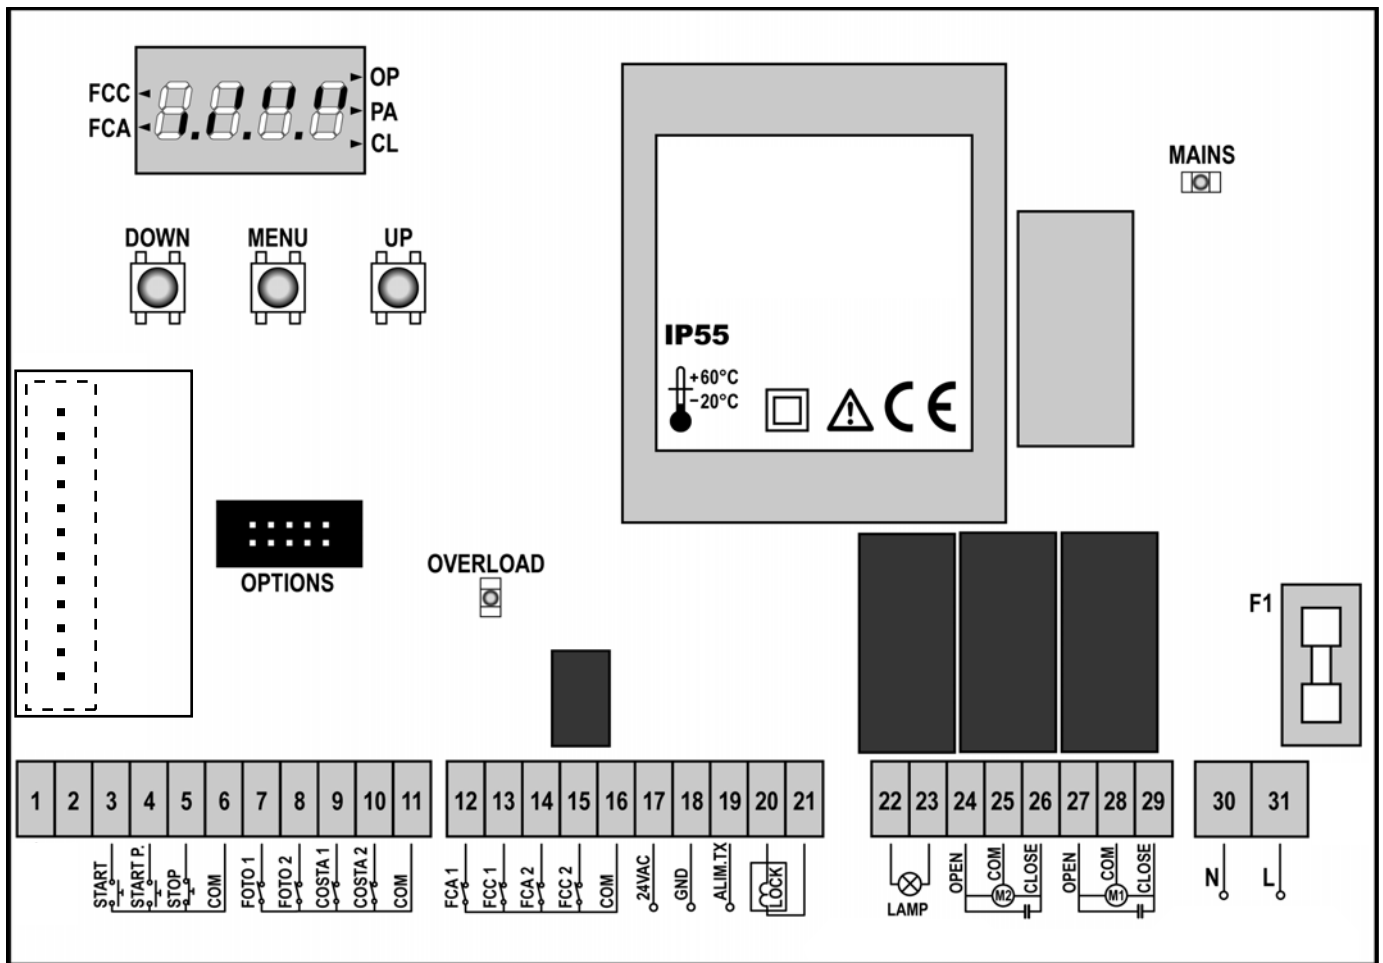 FCC
FCA
OP
PA
CL
DOWN MENU UP
MAINS
IP55
+60°C
−20°C
CE
OPTIONS
OVERLOAD
F1
1 2 3 4 5 6 7 8 9 10 11
12 13 14 15 16 17 18 19 20 21
22 23 24 25 26 27 28 29
30 31
START
START P.
STOP
COM
FOTO 1
FOTO 2
COSTA 1
COSTA 2
COM
FCA 1
FCC 1
FCA 2
FCC 2
COM
24VAC
GND
ALIM.TX
LOCK
LAMP
OPEN
COM
CLOSE
M2
OPEN
COM
CLOSE
M1
N
L